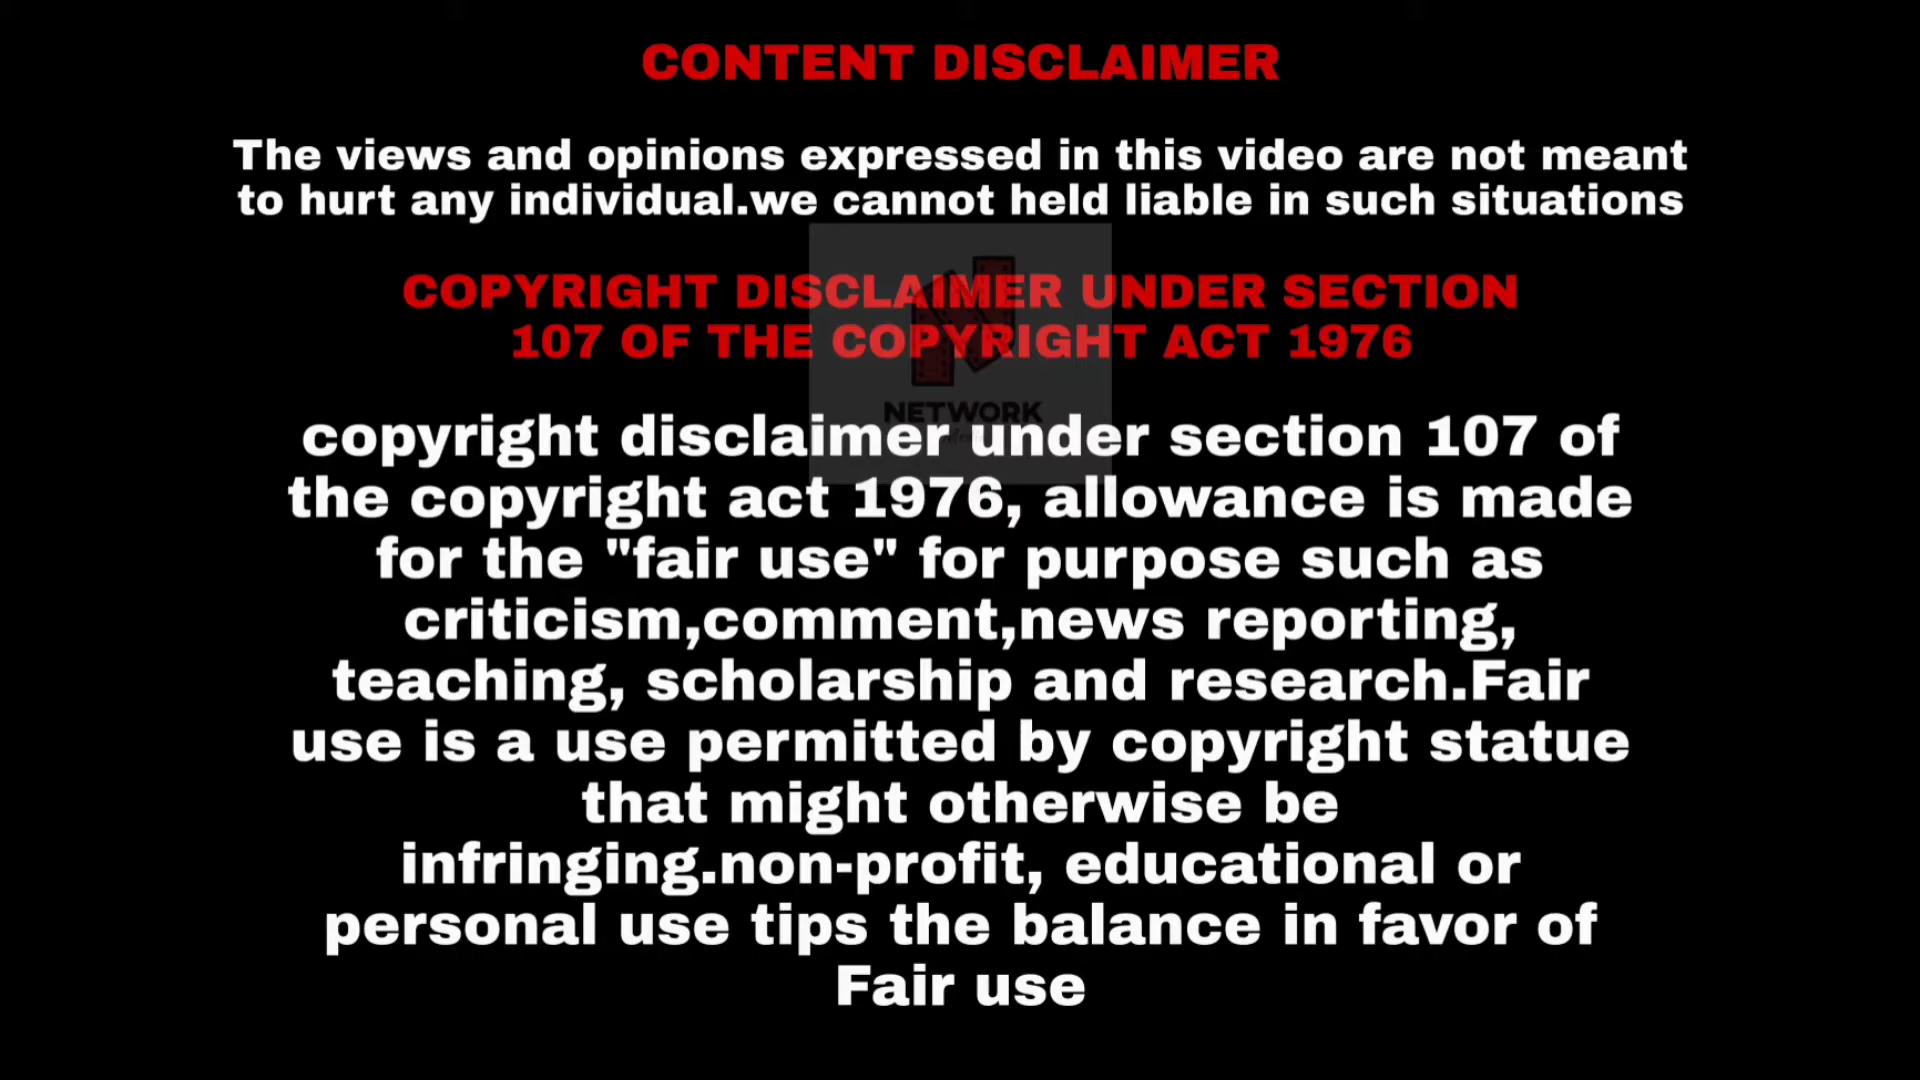 CONTENT DISCLAIMER
The views and opinions expressed in this video are not meant
to hurt any individual.we cannot held liable in such situations
COPYRIGHT DISCLAIMER UNDER SECTION
107 OF THE COPYRIGHT ACT 1976
NETWORK
copyright disclaimer under section 107 of
the copyright act 1976, allowance is made
for the "fair use" for purpose such as
criticism,comment,news reporting,
teaching, scholarship and research.Fair
use is a use permitted by copyright statue
that might otherwise be
infringing.non-profit, educational or
personal use tips the balance in favor of
Fair use